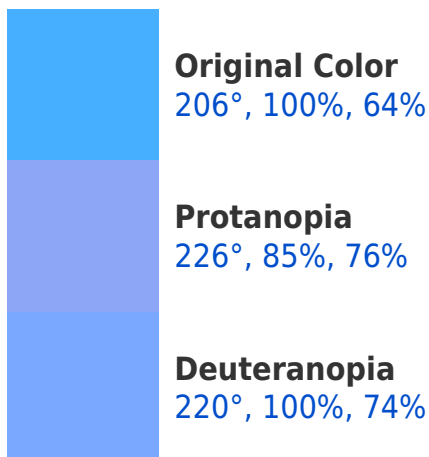 Original Color
206°, 100%, 64%
Protanopia
226°, 85%, 76%
Deuteranopia
220°, 100%, 74%